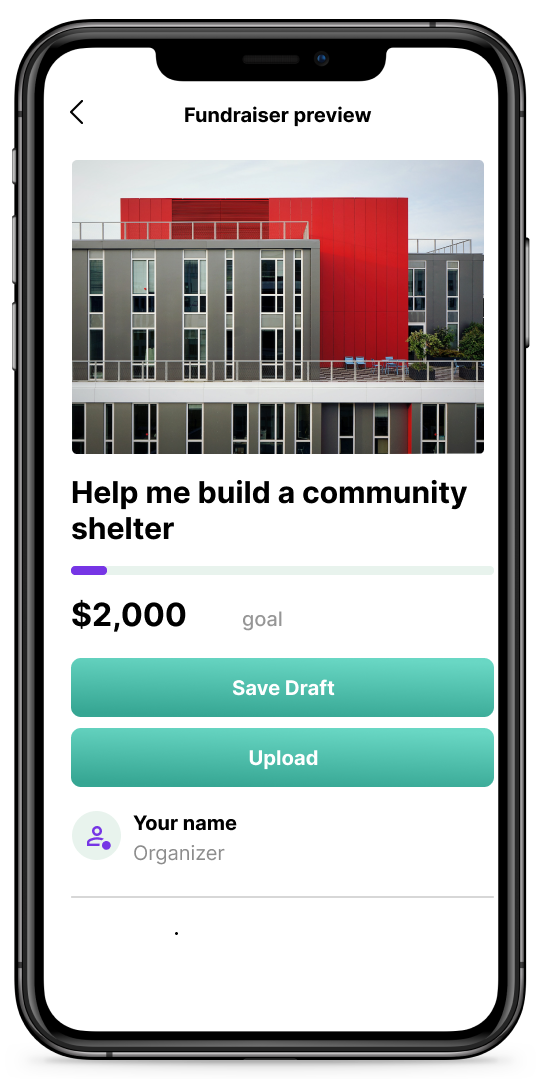 Fundraiser preview
Help me build a community
shelter
$2,000 goal
Save Draft
Upload
Your name
Organizer
.